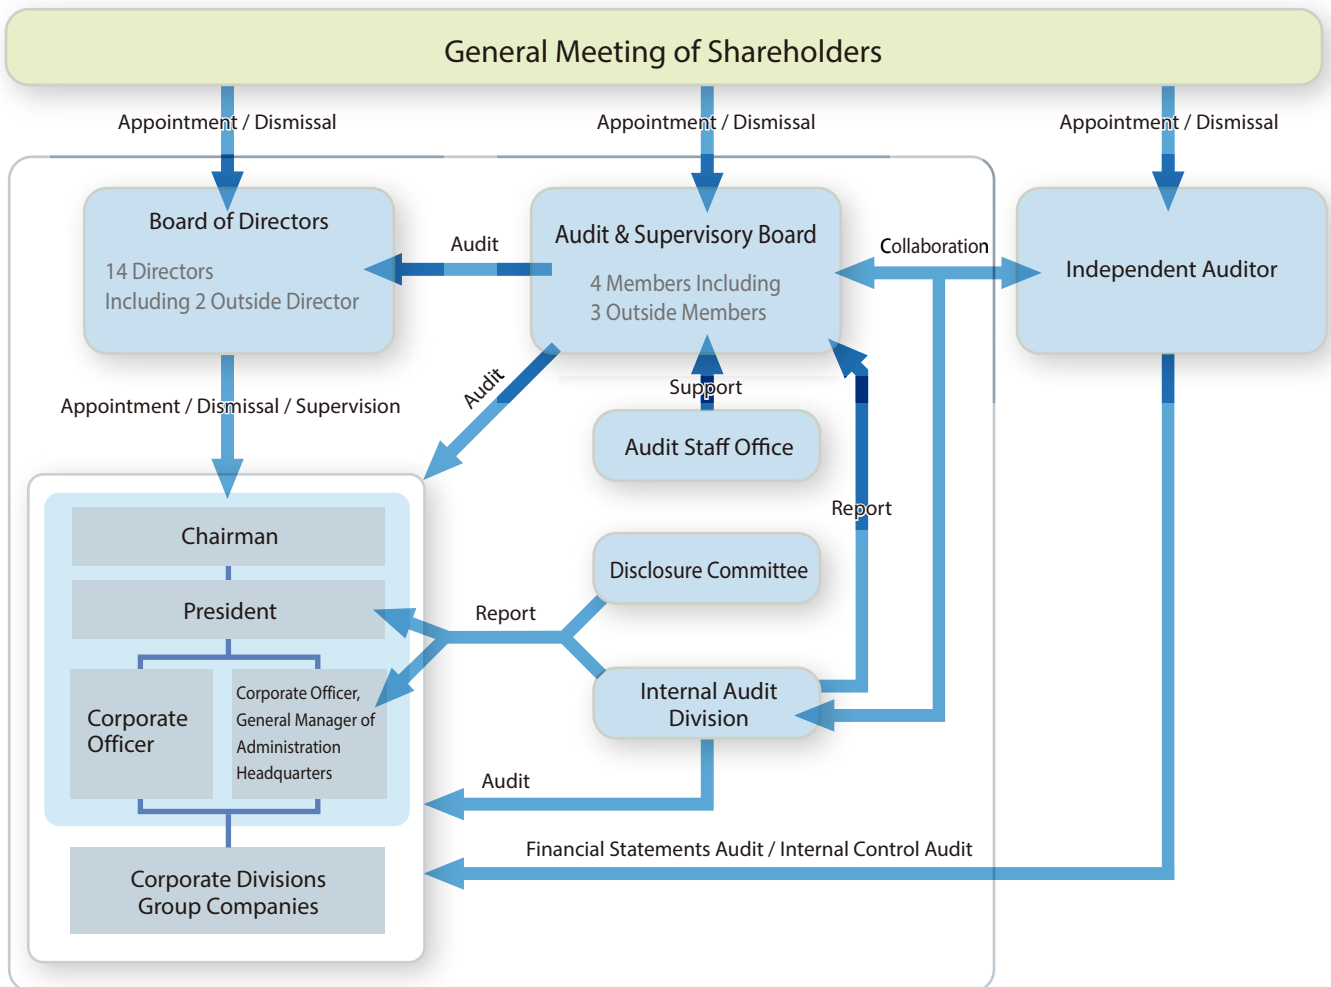 General Meeting of Shareholders
Appointment / Dismissal
Appointment / Dismissal
Appointment / Dismissal
Board of Directors
14 Directors
Including 2 Outside Director
Audit
Audit & Supervisory Board
4 Members Including
3 Outside Members
Collaboration
Independent Auditor
Appointment / Dismissal / Supervision
Audit
Support
Audit Staff Office
Report
Chairman
President
Corporate
Officer
Corporate Officer,
General Manager of
Administration
Headquarters
Report
Disclosure Committee
Internal Audit
Division
Audit
Financial Statements Audit / Internal Control Audit
Corporate Divisions
Group Companies